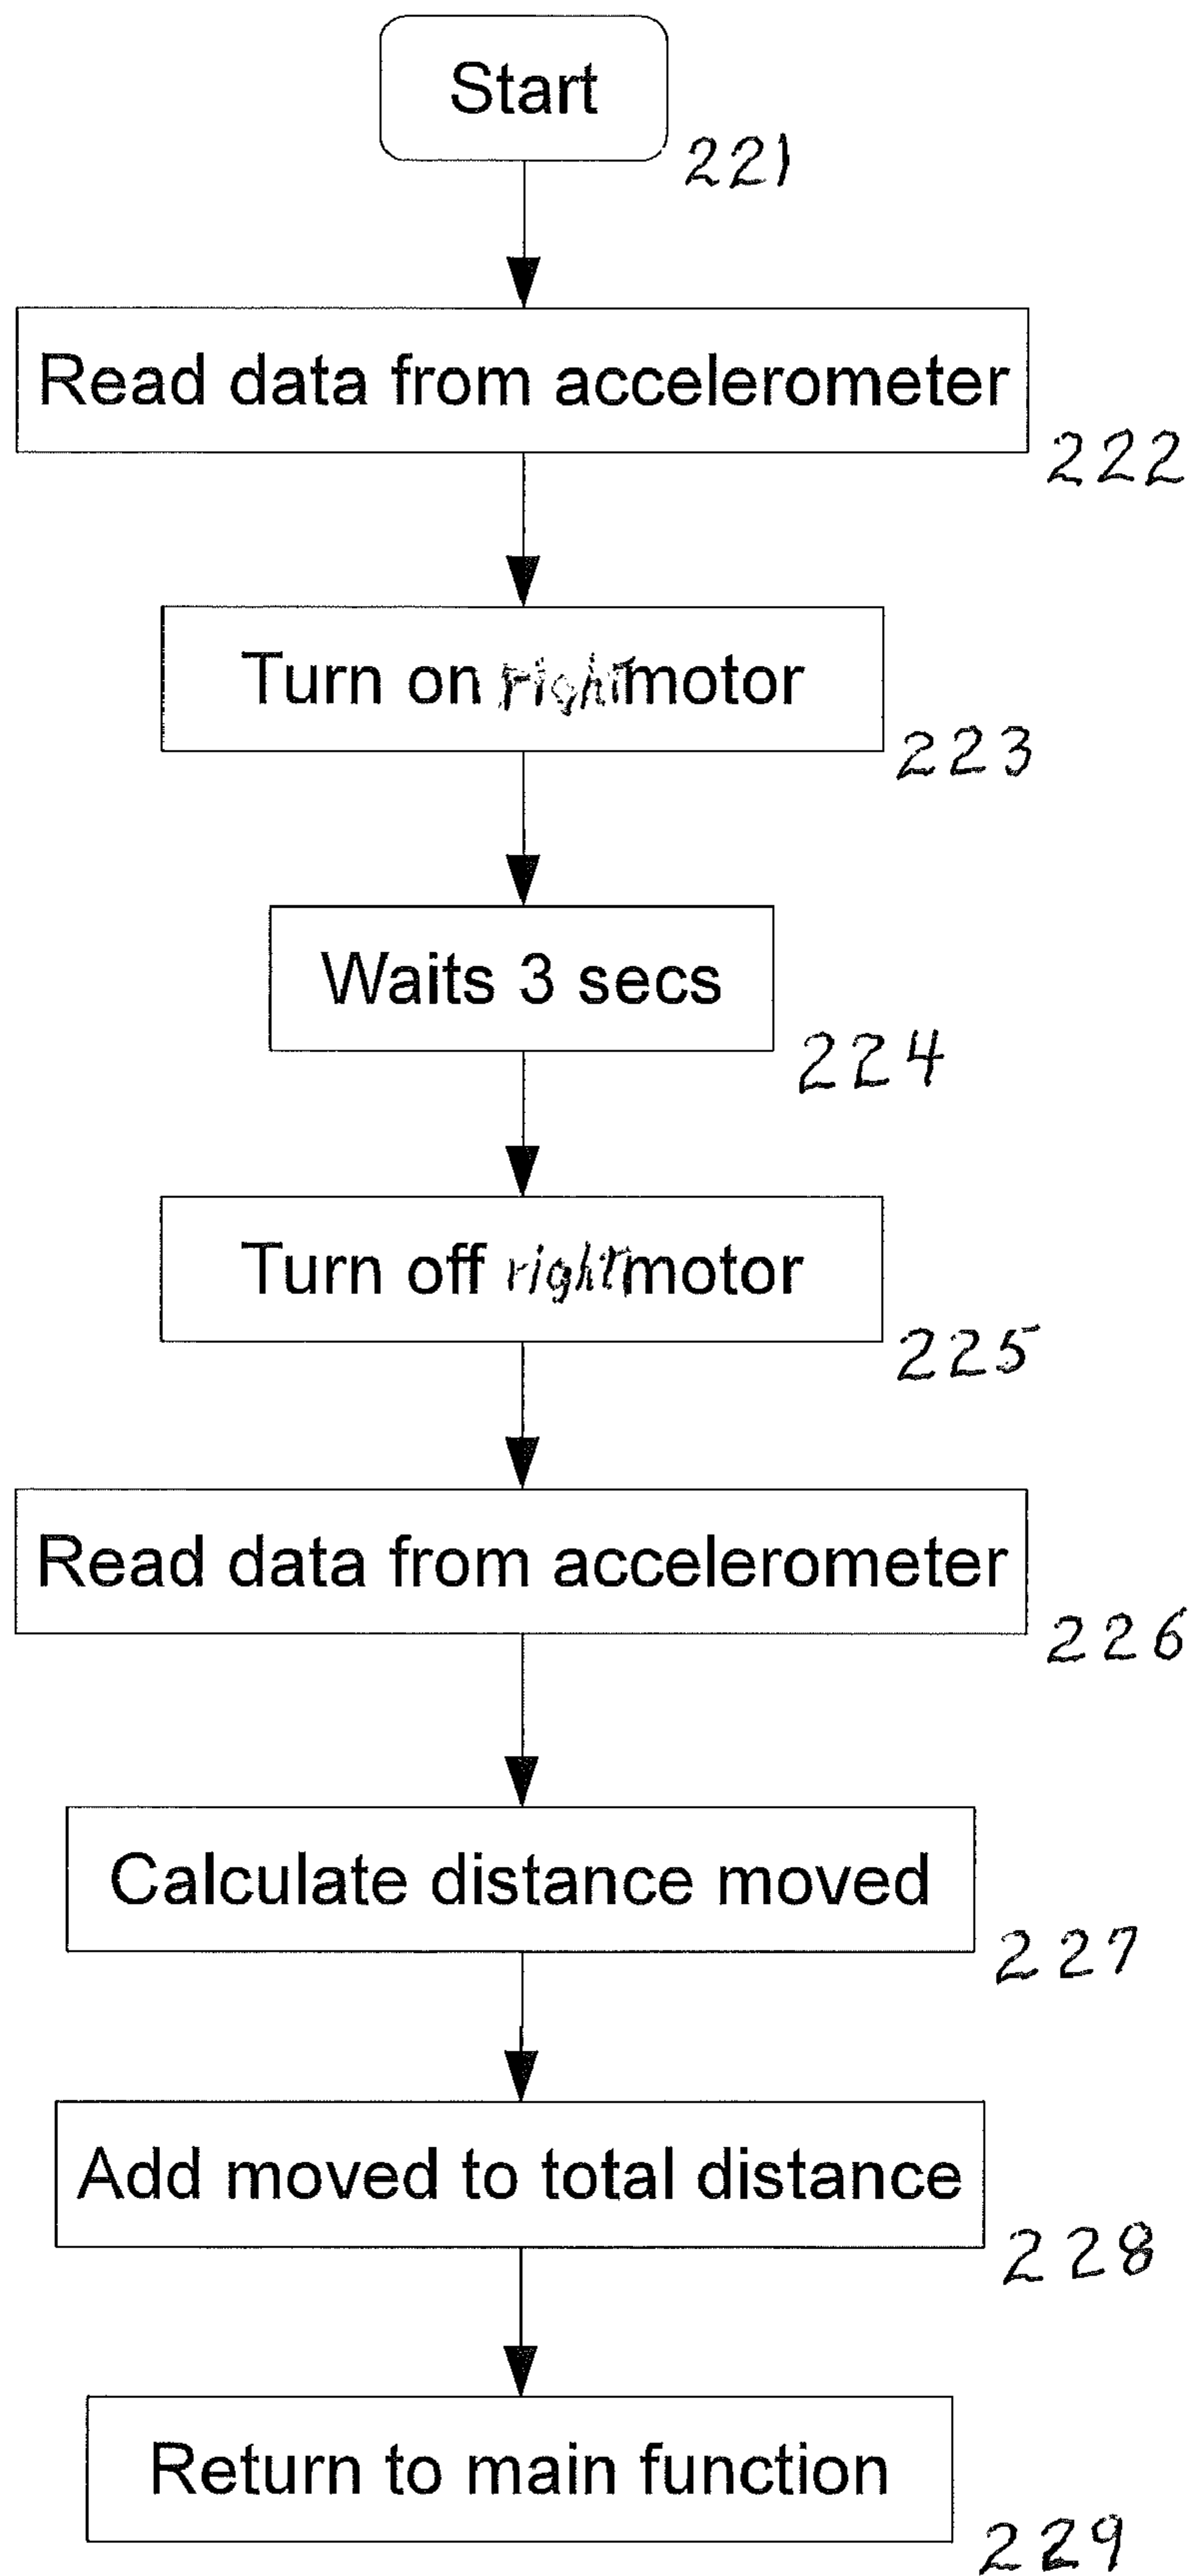 Start
221
Read data from accelerometer
222
Turn on right motor
223
Waits 3 secs
224
Turn off right motor
225
Read data from accelerometer
226
Calculate distance moved
227
Add moved to total distance
228
Return to main function
229